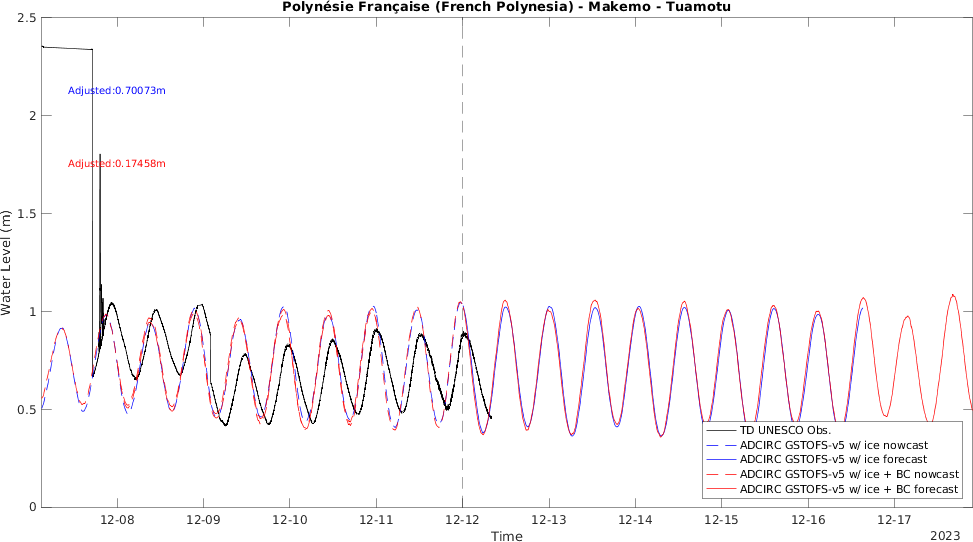 Polynésie Française (French Polynesia) - Makemo - Tuamotu
2.5
2
1.5
1
0.5
0
Water Level (m)
Adjusted:0.70073m
Adjusted:0.17458m
TD UNESCO Obs.
ADCIRC GSTOFS-v5 w/ ice nowcast
ADCIRC GSTOFS-v5 w/ ice forecast
ADCIRC GSTOFS-v5 w/ ice + BC nowcast
ADCIRC GSTOFS-v5 w/ ice + BC forecast
12-08 12-09 12-10 12-11 12-12 12-13 12-14 12-15 12-16 12-17
Time
2023